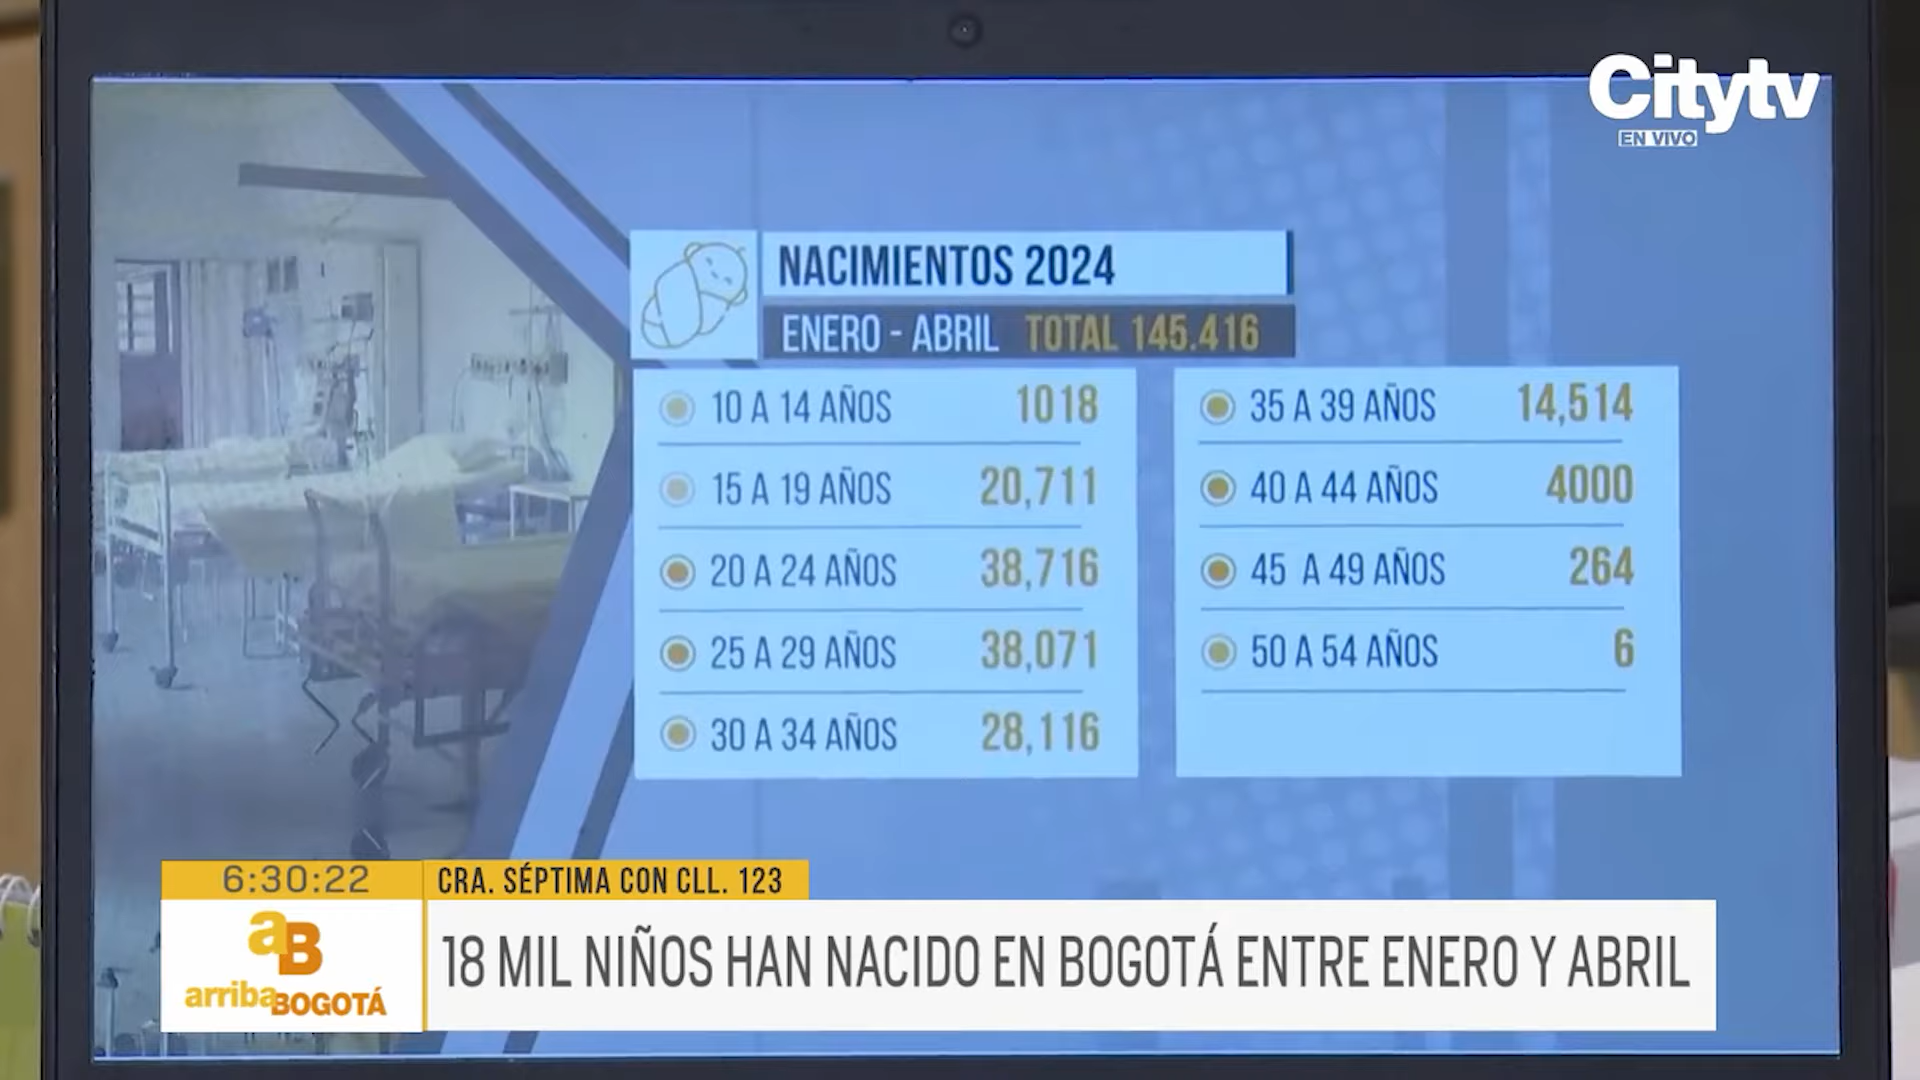 Citytv
EN VIVO
NACIMIENTOS 2024
ENERO - ABRIL TOTAL 145.416
10 A 14 AÑOS 1018
15 A 19 AÑOS 20,711
20 A 24 AÑOS 38,716
25 A 29 AÑOS 38,071
30 A 34 AÑOS 28,116
35 A 39 AÑOS 14,514
40 A 44 AÑOS 4000
45 A 49 AÑOS 264
50 A 54 AÑOS 6
6:30:22 CRA. SÉPTIMA CON CLL. 123
aB
arribaBOGOTÁ
18 MIL NIÑOS HAN NACIDO EN BOGOTÁ ENTRE ENERO Y ABRIL